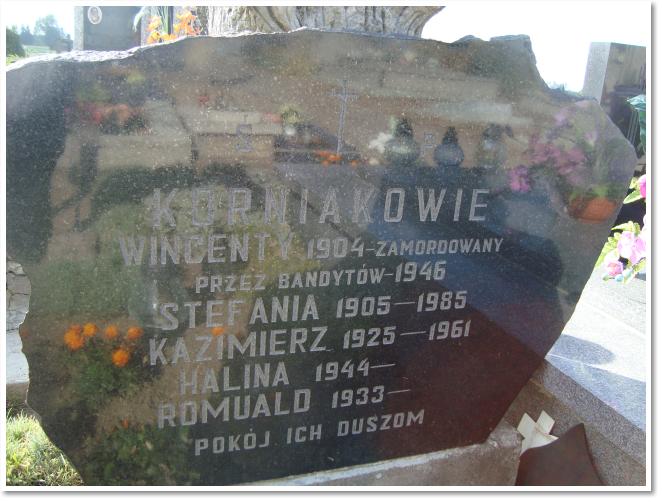 Ś P
KORNIAKOWIE
WINCENTY 1904-ZAMORDOWANY
PRZEZ BANDYTÓW-1946
STEFANIA 1905-1985
KAZIMIERZ 1925-1961
HALINA 1944-
ROMUALD 1933-
POKÓJ ICH DUSZOM